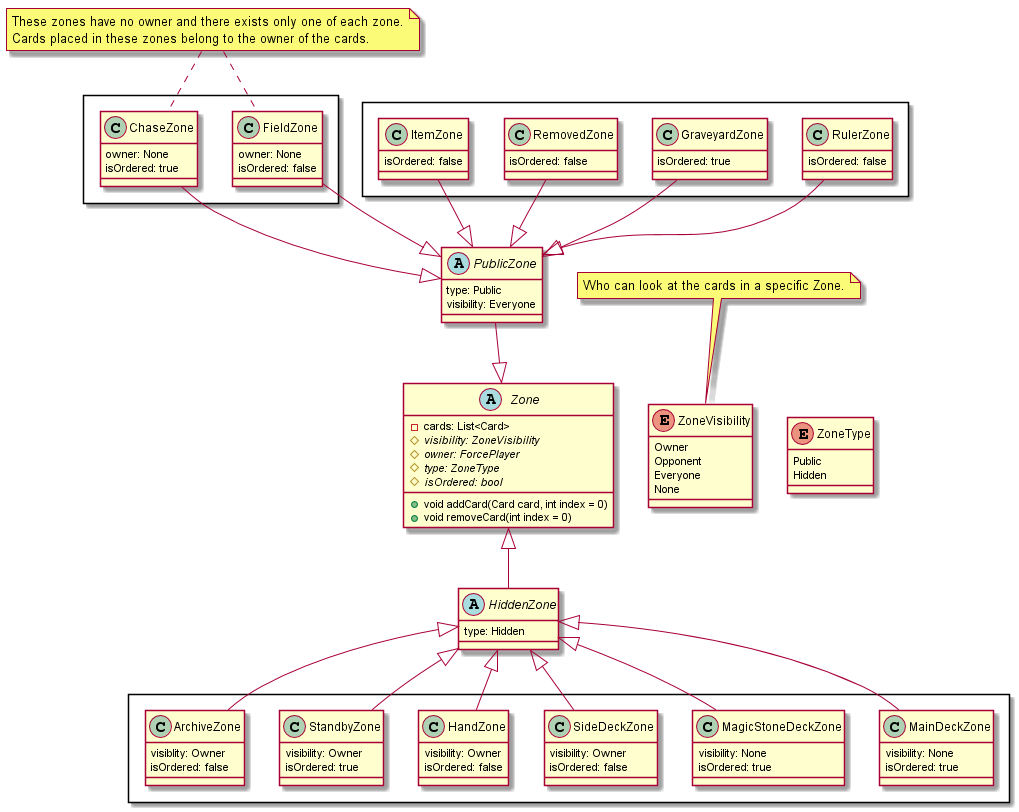 These zones have no owner and there exists only one of each zone.
Cards placed in these zones belong to the owner of the cards.
C ChaseZone
owner: None
isOrdered: true
C FieldZone
owner: None
isOrdered: false
C ItemZone
isOrdered: false
C RemovedZone
isOrdered: false
C GraveyardZone
isOrdered: true
C RulerZone
isOrdered: false
A PublicZone
type: Public
visibility: Everyone
Who can look at the cards in a specific Zone.
A Zone
cards: List<Card>
visibility: ZoneVisibility
owner: ForcePlayer
type: ZoneType
isOrdered: bool
void addCard(Card card, int index = 0)
void removeCard(int index = 0)
E ZoneVisibility
Owner
Opponent
Everyone
None
E ZoneType
Public
Hidden
A HiddenZone
type: Hidden
C ArchiveZone
visiblity: Owner
isOrdered: false
C StandbyZone
visibility: Owner
isOrdered: true
C HandZone
visibility: Owner
isOrdered: false
C SideDeckZone
visibility: Owner
isOrdered: false
C MagicStoneDeckZone
visibility: None
isOrdered: true
C MainDeckZone
visibility: None
isOrdered: true